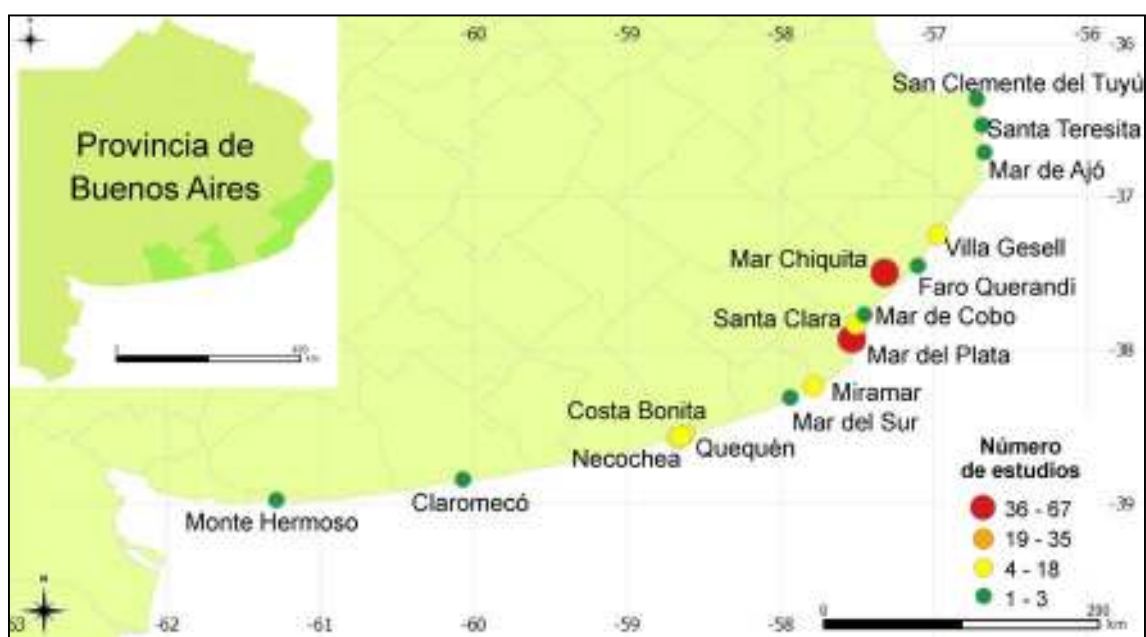 Provincia de
Buenos Aires
0
km
-60
-59
-58
-57
-56
-36
San Clemente del Tuyú
Santa Teresita
Mar de Ajó
-37
Villa Gesell
Mar Chiquita
Faro Querandi
Santa Clara
Mar de Cobo
Mar del Plata
-38
Miramar
Mar del Sur
Costa Bonita
Quequén
Necochea
Claromecó
Monte Hermoso
-39
Número
de estudios
36 - 67
19 - 35
4 - 18
1 - 3
-62
-61
-60
-59
-58
0
km